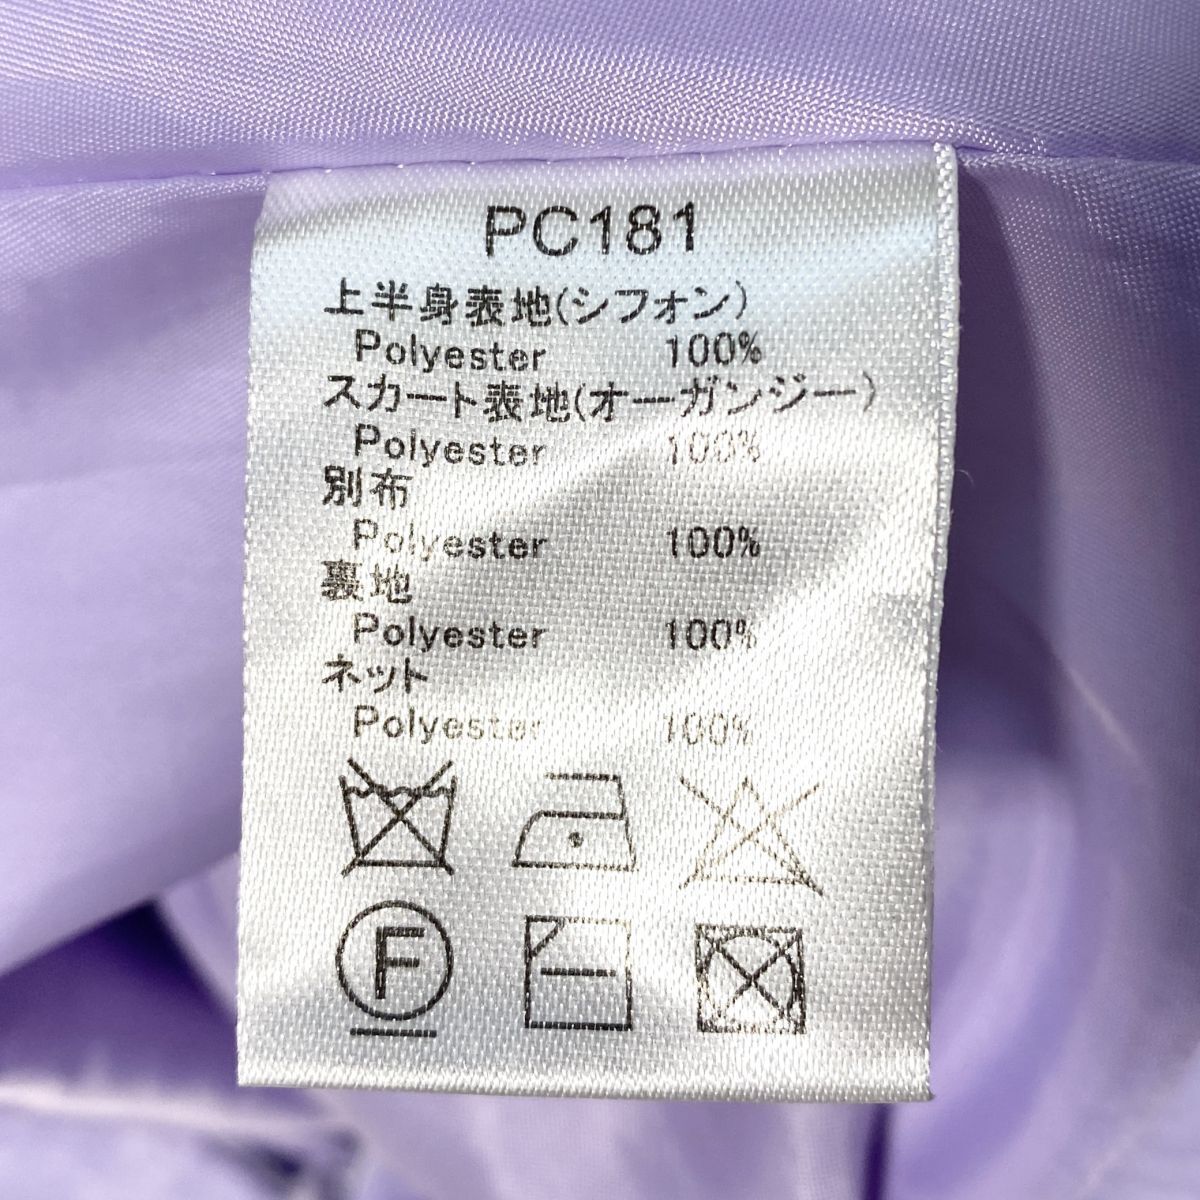 PC181
上半身表地(シフォン)
Polyester 100%
スカート表地(オーガンジー)
Polyester 100%
別布
Polyester 100%
裏地
Polyester 100%
ネット
Polyester 100%
F